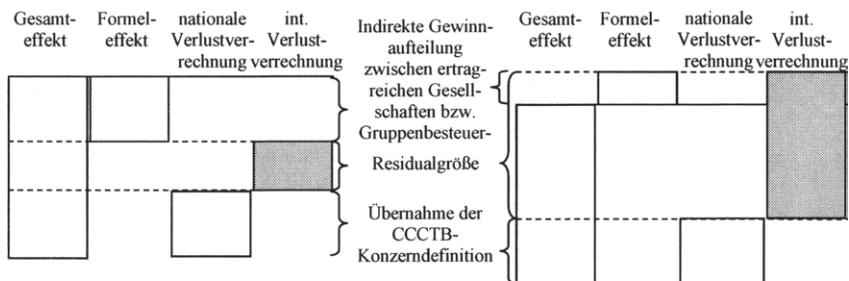 Gesamt-
effekt
Formel-
effekt
nationale
Verlustver-
rechnung
int.
Verlust-
verrechnung
Indirekte Gewinn-
aufteilung
zwischen ertrag-
reichen Gesell-
schaften bzw.
Gruppenbesteuer-
Residualgröße
Übernahme der
CCCTB-
Konzerndefinition
Gesamt-
effekt
Formel-
effekt
nationale
Verlustver-
rechnung
int.
Verlust-
verrechnung